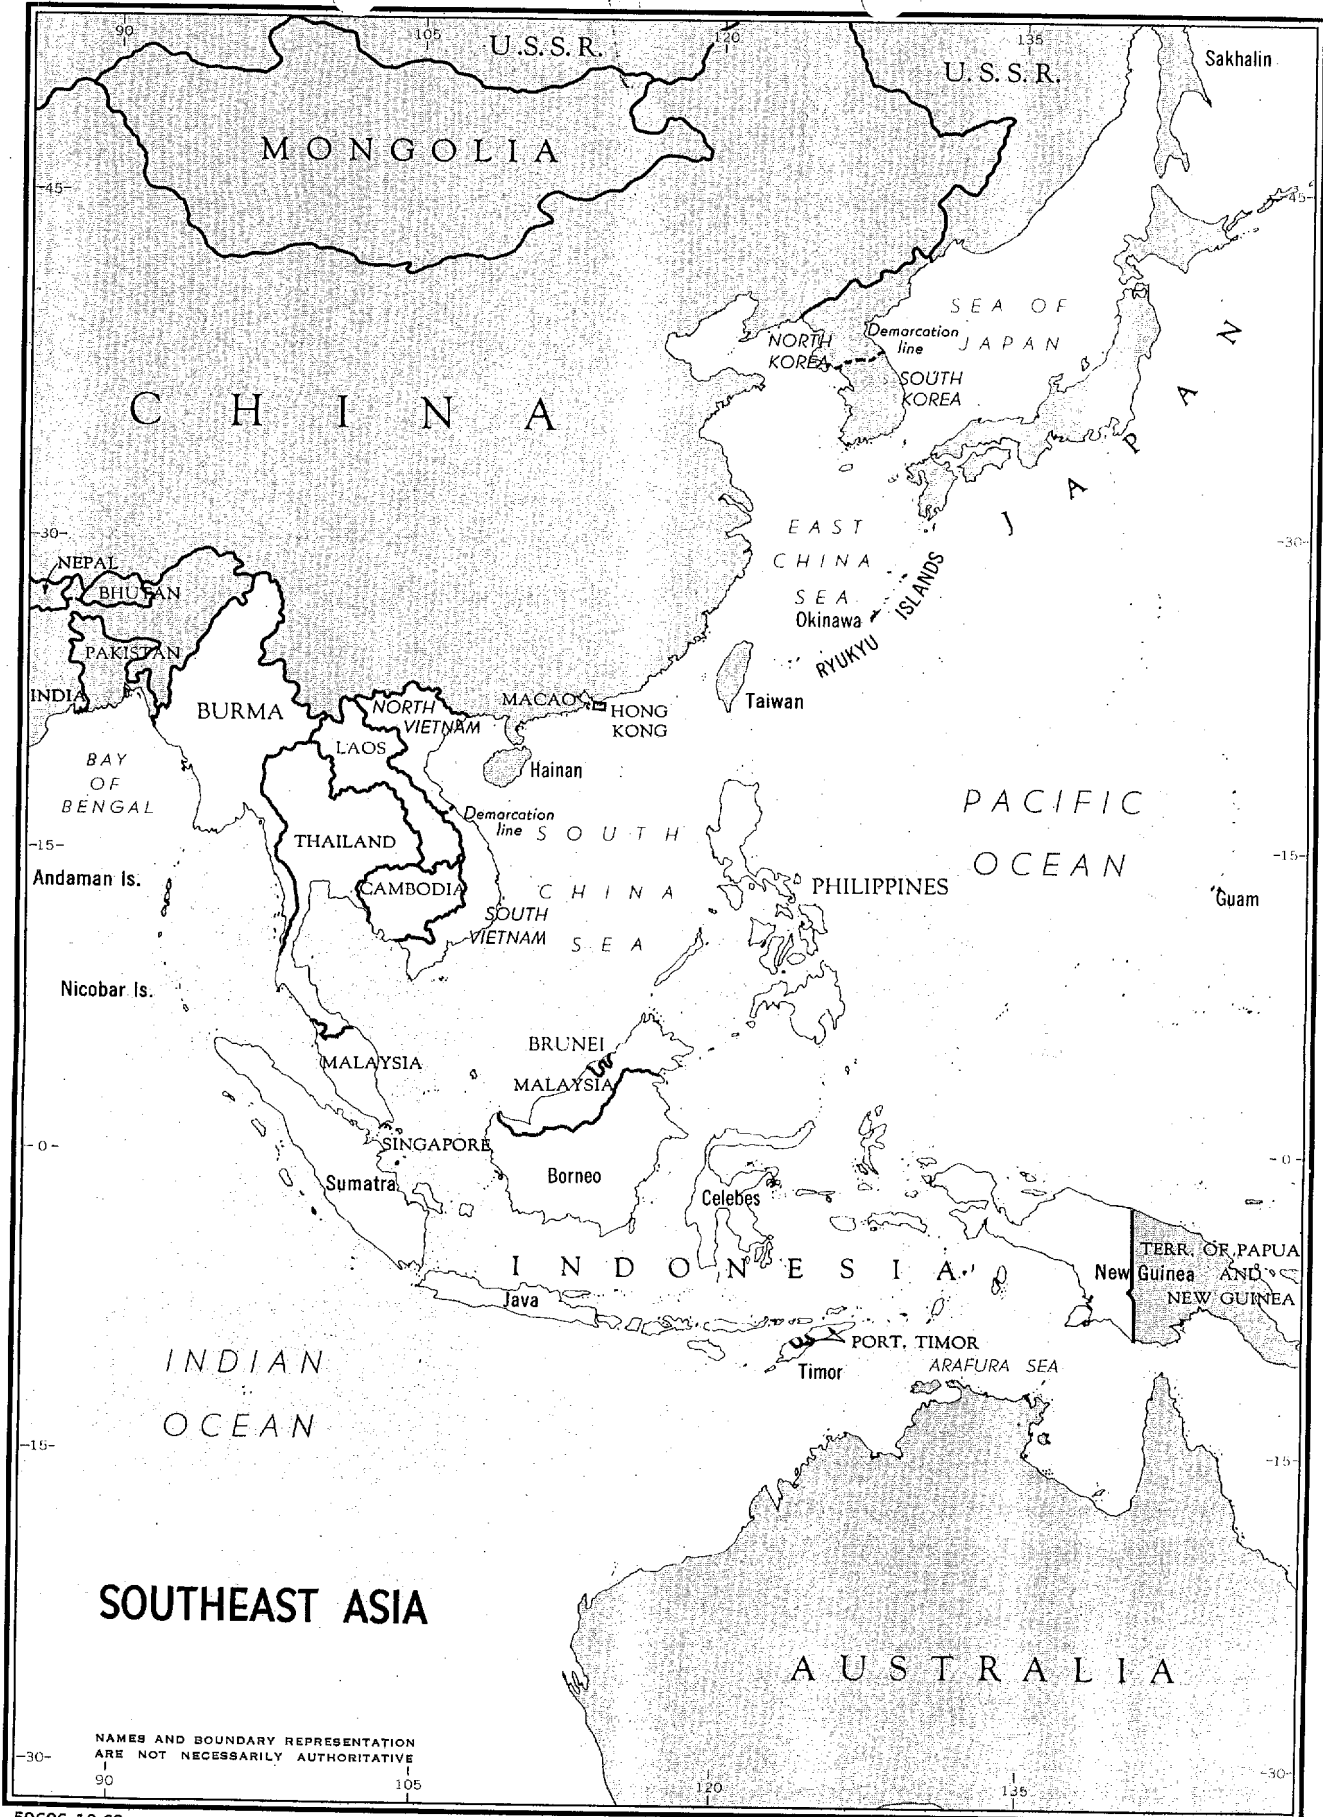 90
105
U.S.S.R.
120
135
U.S.S.R.
Sakhalin
MONGOLIA
-45-
-45-
SEA OF
JAPAN
NORTH
KOREA
Demarcation
line
SOUTH
KOREA
JAPAN
CHINA
-30-
-30-
EAST
CHINA
SEA
Okinawa
RYUKYU ISLANDS
NEPAL
BHUTAN
PAKISTAN
INDIA
BURMA
NORTH
VIETNAM
MACAO
HONG
KONG
Taiwan
LAOS
Hainan
BAY
OF
BENGAL
PACIFIC
OCEAN
Demarcation
line
SOUTH
CHINA
SEA
THAILAND
-15-
-15-
Andaman Is.
CAMBODIA
PHILIPPINES
Guam
SOUTH
VIETNAM
Nicobar Is.
BRUNEI
MALAYSIA
MALAYSIA
-0-
-0-
SINGAPORE
Sumatra
Borneo
Celebes
INDONESIA
TERR. OF PAPUA
AND
NEW GUINEA
New Guinea
Java
PORT. TIMOR
Timor
ARAFURA SEA
INDIAN
OCEAN
-15-
-15-
SOUTHEAST ASIA
AUSTRALIA
NAMES AND BOUNDARY REPRESENTATION
ARE NOT NECESSARILY AUTHORITATIVE
-30-
-30-
90
105
120
135